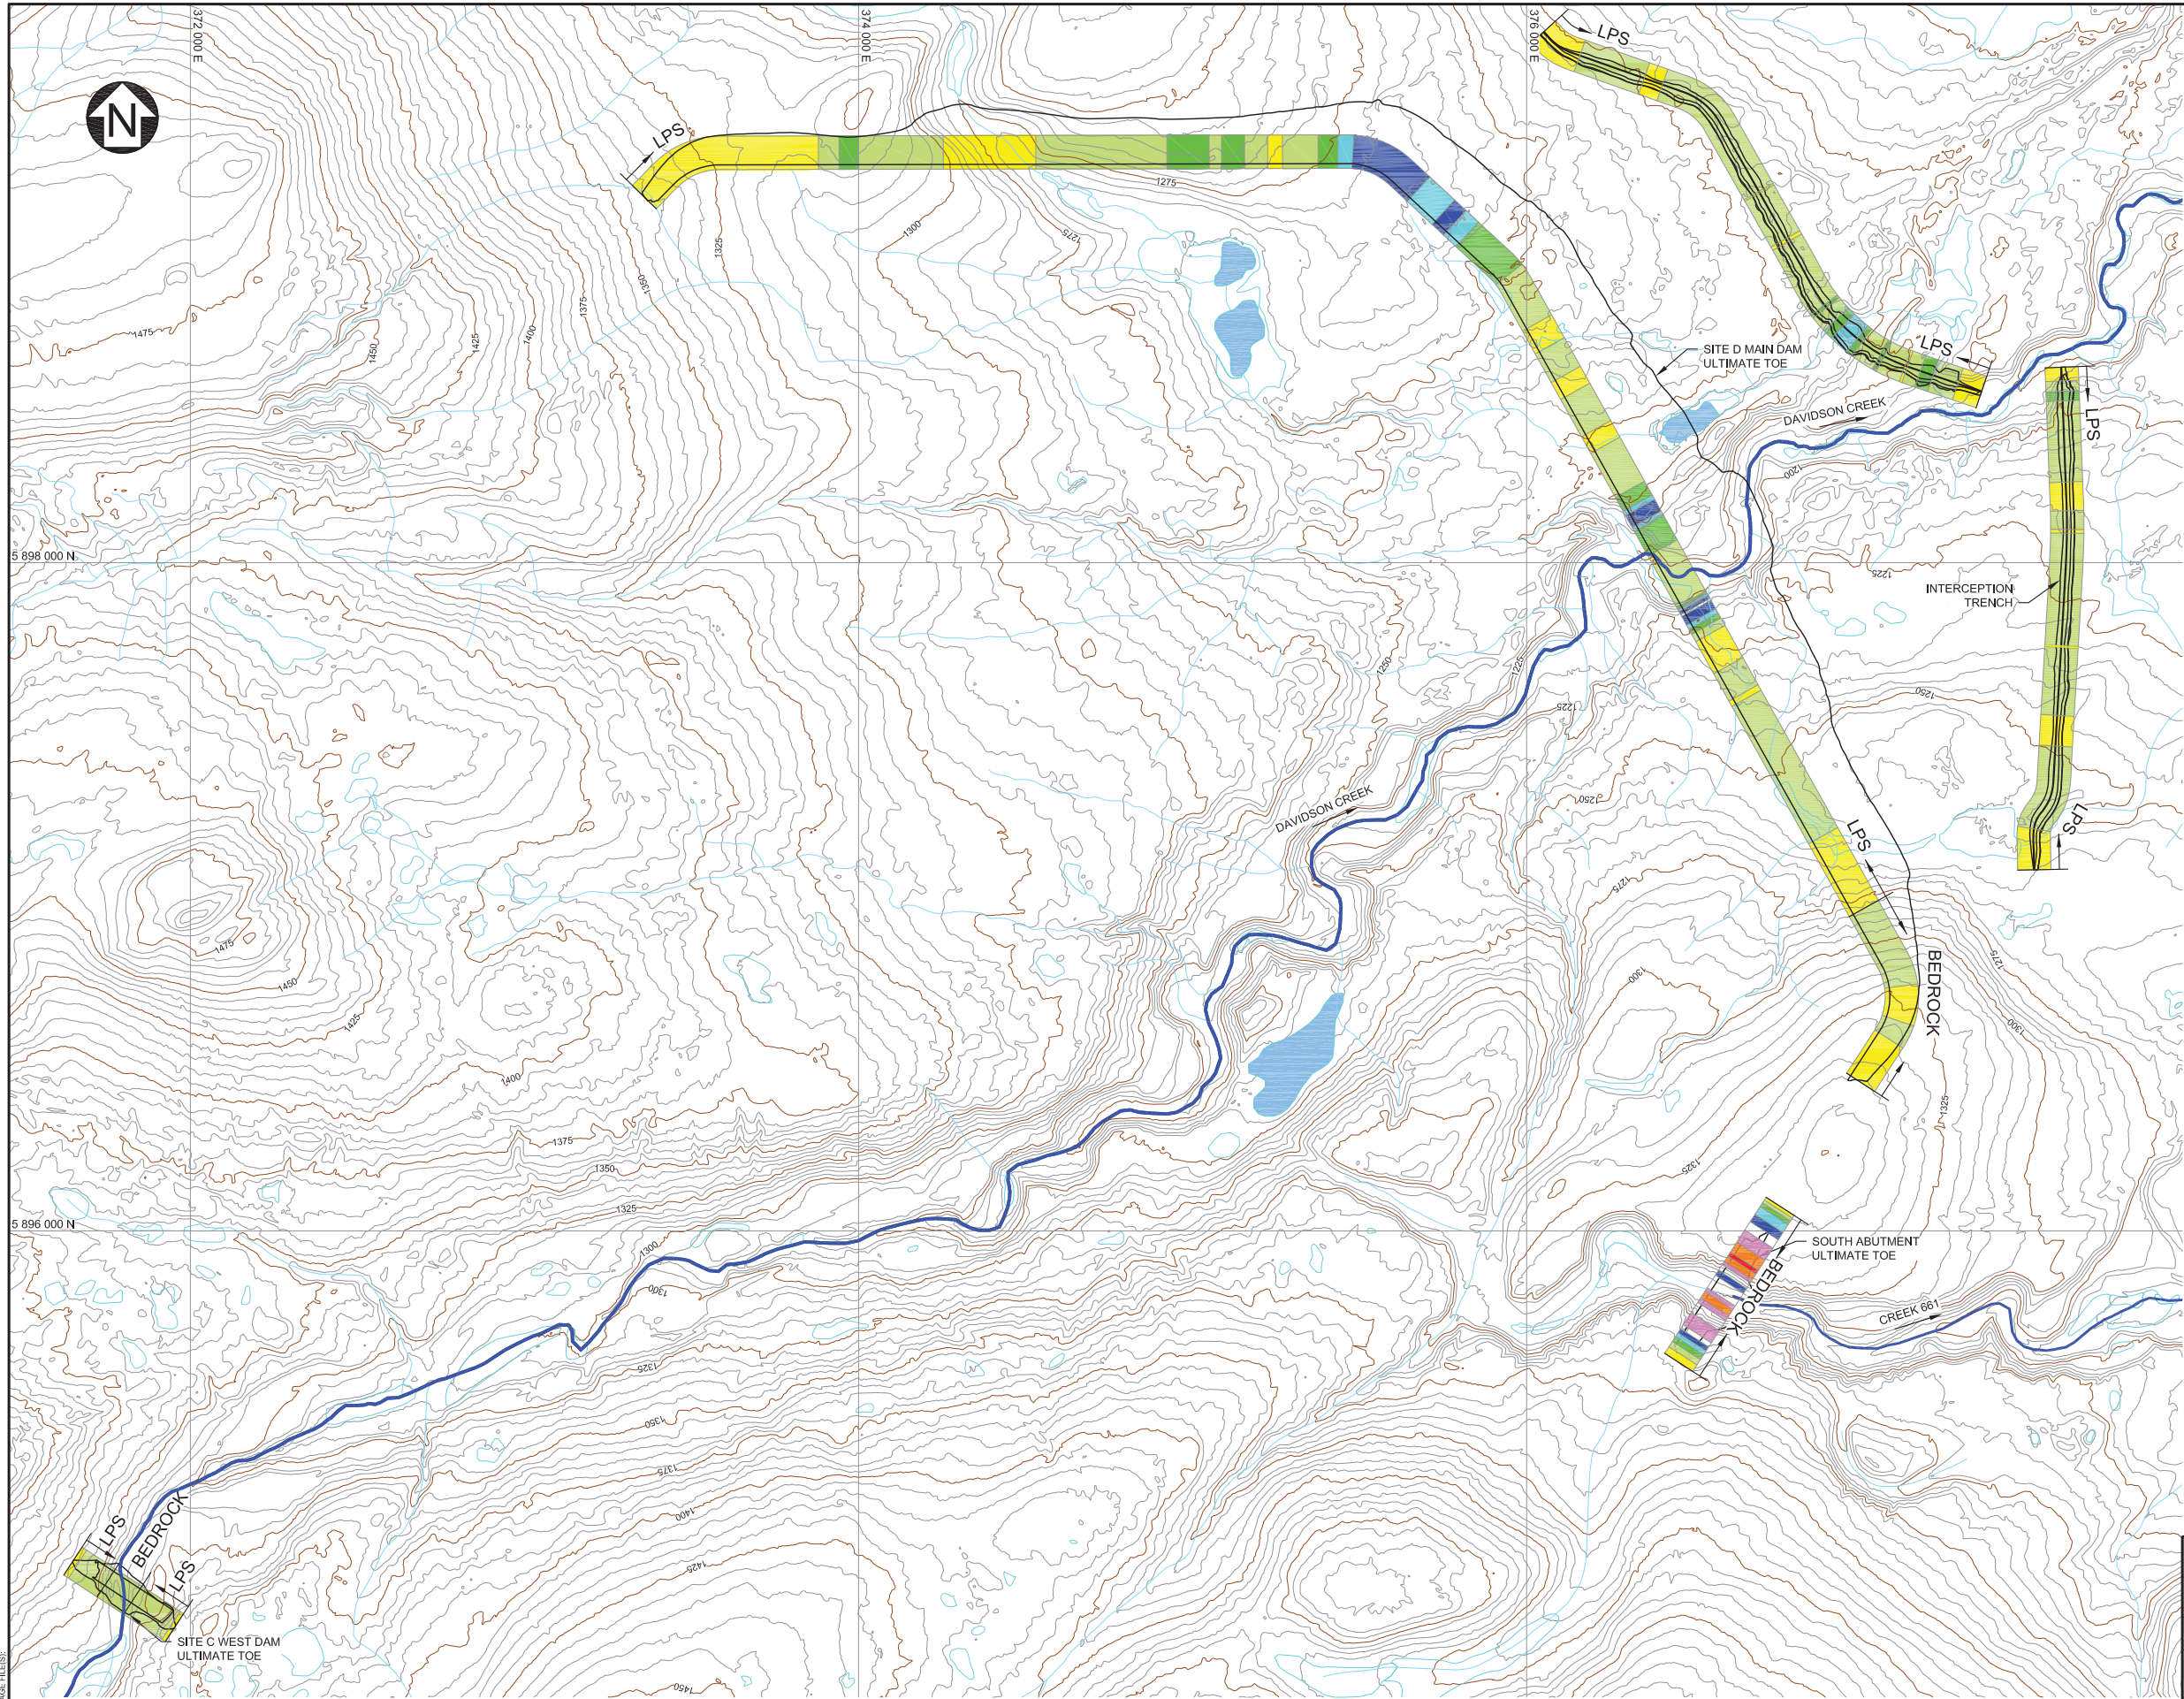 372 000 E
374 000 E
376 000 E
LPS
N
LPS
1275
1325
1300
1275
1350
1375
1475
1450
1425
1400
SITE D MAIN DAM
ULTIMATE TOE
LPS
DAVIDSON CREEK
LPS
1200
5 898 000 N
1225
INTERCEPTION
TRENCH
1250
1225
1225
1250
1250
DAVIDSON CREEK
LPS
LPS
1275
1475
1450
1425
1300
1275
BEDROCK
1300
1400
1325
1375
1350
1325
1325
5 896 000 N
1300
SOUTH ABUTMENT
ULTIMATE TOE
BEDROCK
1300
CREEK 661
BEDROCK
1325
1350
1375
1400
BEDROCK
LPS
LPS
1425
SITE C WEST DAM
ULTIMATE TOE
1450